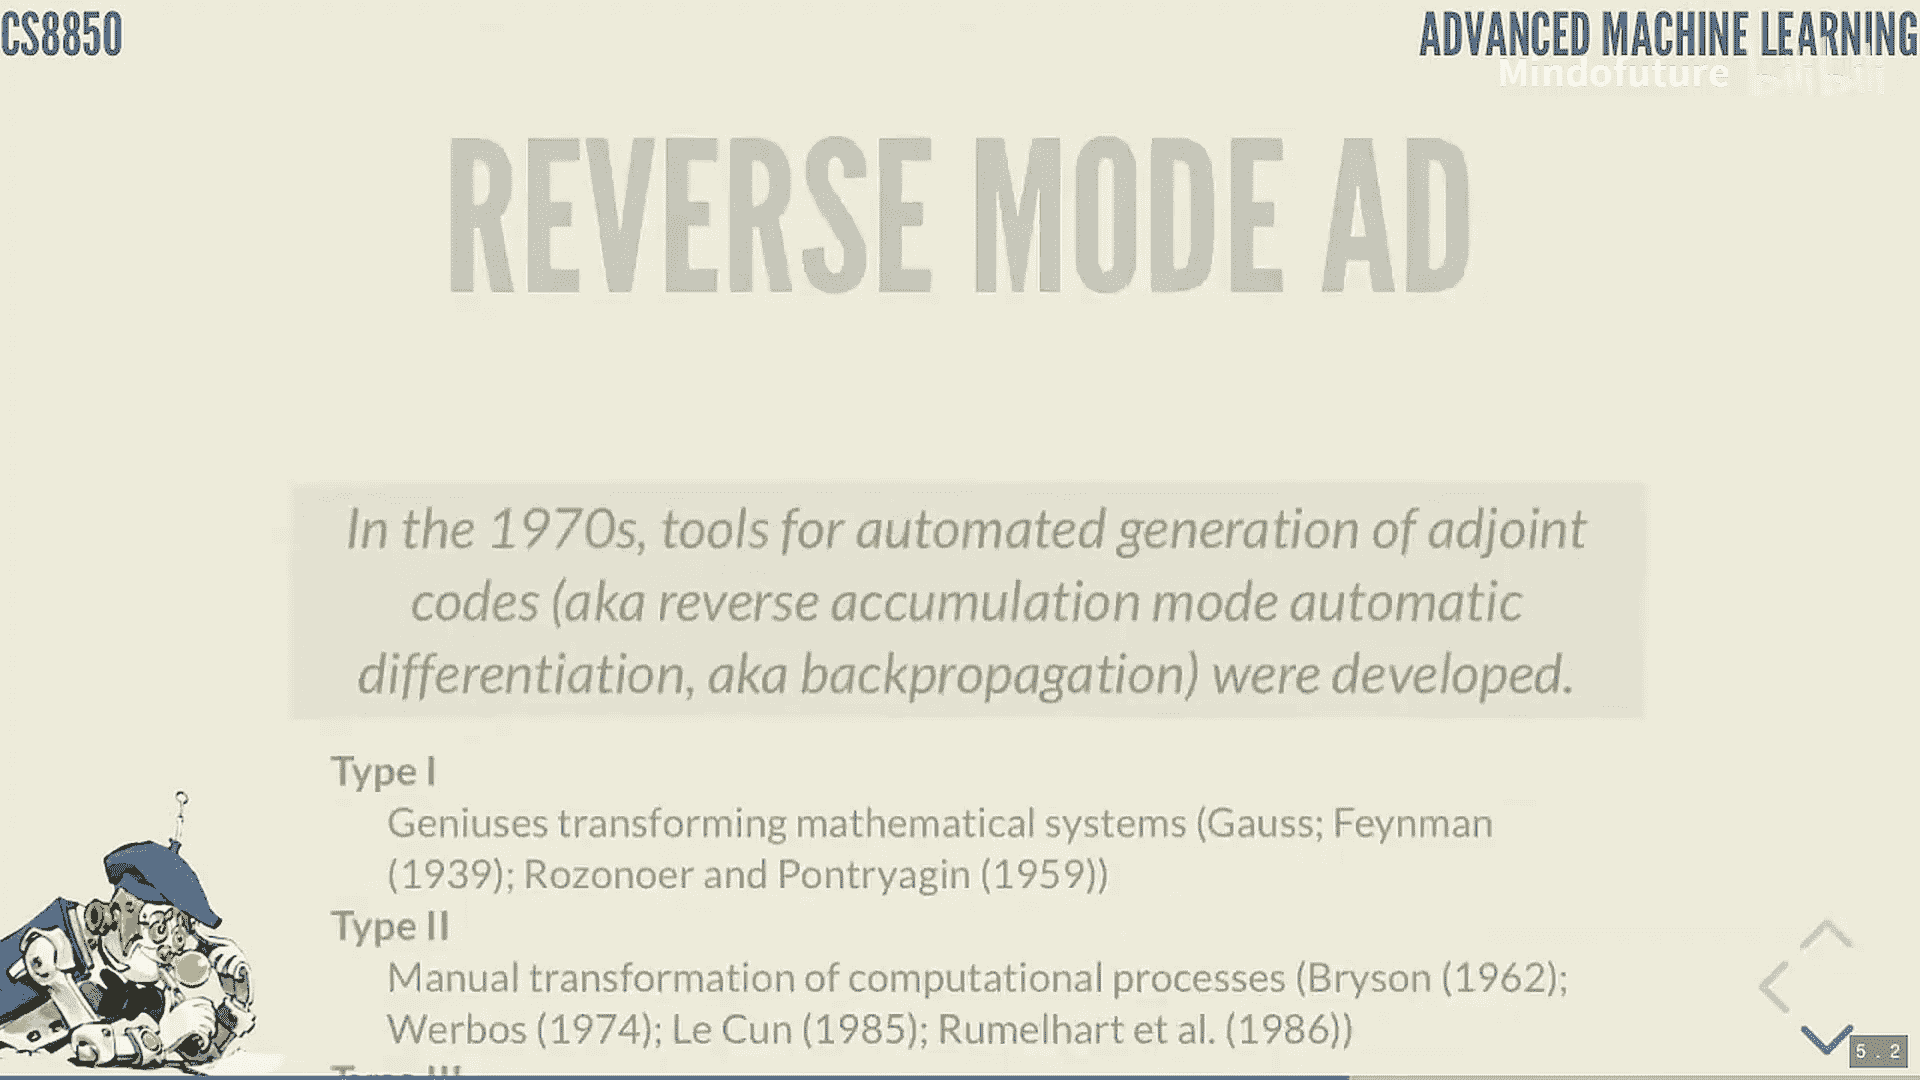 CS8850
ADVANCED MACHINE LEARNING
Mindofuture
REVERSE MODE AD
In the 1970s, tools for automated generation of adjoint
codes (aka reverse accumulation mode automatic
differentiation, aka backpropagation) were developed.
Type I
Geniuses transforming mathematical systems (Gauss; Feynman
(1939); Rozonoer and Pontryagin (1959))
Type II
Manual transformation of computational processes (Bryson (1962);
Werbos (1974); Le Cun (1985); Rumelhart et al. (1986))
5.2